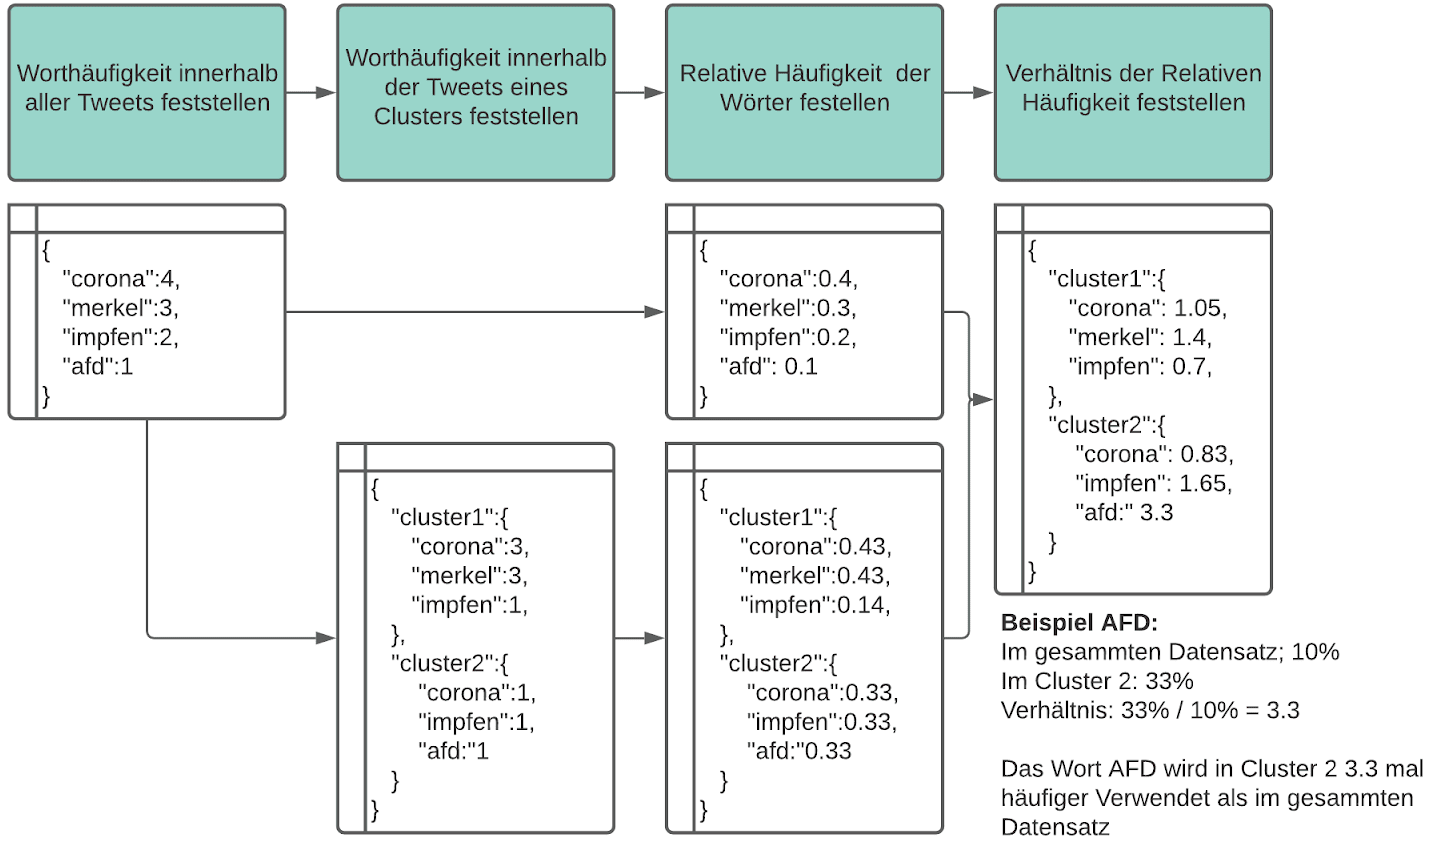 Worthäufigkeit innerhalb
aller Tweets feststellen
Worthäufigkeit innerhalb
der Tweets eines
Clusters feststellen
Relative Häufigkeit  der
Wörter festellen
Verhältnis der Relativen
Häufigkeit feststellen
{
"corona":4,
"merkel":3,
"impfen":2,
"afd":1
}
{
"cluster1":{
"corona":3,
"merkel":3,
"impfen":1,
},
"cluster2":{
"corona":1,
"impfen":1,
"afd:"1
}
}
{
"corona":0.4,
"merkel":0.3,
"impfen":0.2,
"afd": 0.1
}
{
"cluster1":{
"corona":0.43,
"merkel":0.43,
"impfen":0.14,
},
"cluster2":{
"corona:0.33,
"impfen":0.33,
"afd:"0.33
}
}
{
"cluster1":{
"corona": 1.05,
"merkel": 1.4,
"impfen": 0.7,
},
"cluster2":{
"corona": 0.83,
"impfen": 1.65,
"afd:" 3.3
}
}
Beispiel AFD:
Im gesammten Datensatz; 10%
Im Cluster 2: 33%
Verhältnis: 33% / 10% = 3.3
Das Wort AFD wird in Cluster 2 3.3 mal
häufiger Verwendet als im gesammten
Datensatz